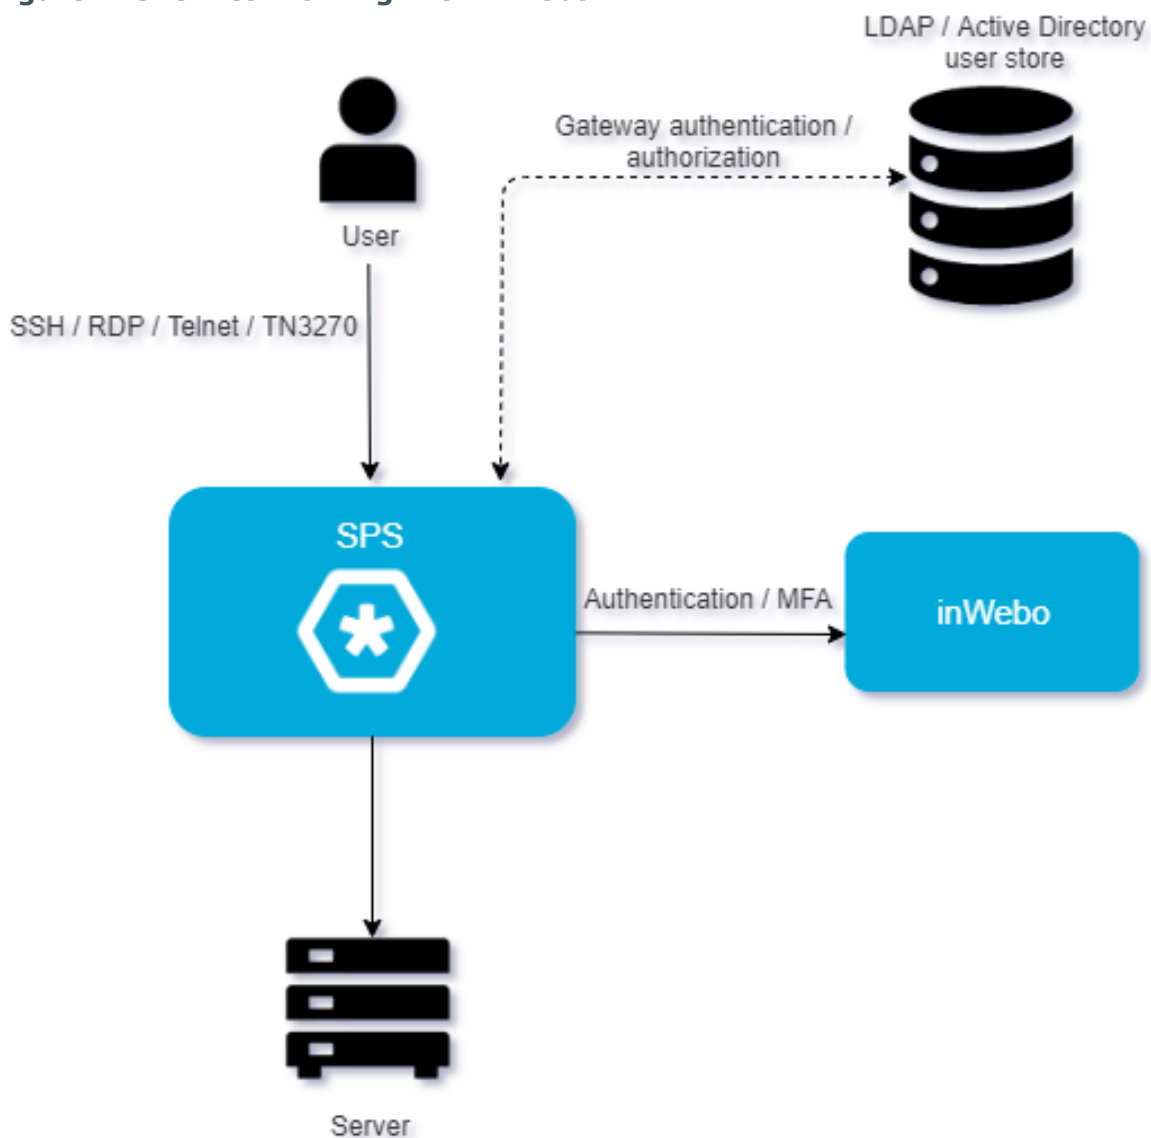 LDAP / Active Directory
user store
Gateway authentication /
authorization
User
SSH / RDP / Telnet / TN3270
SPS
Authentication / MFA
inWebo
Server